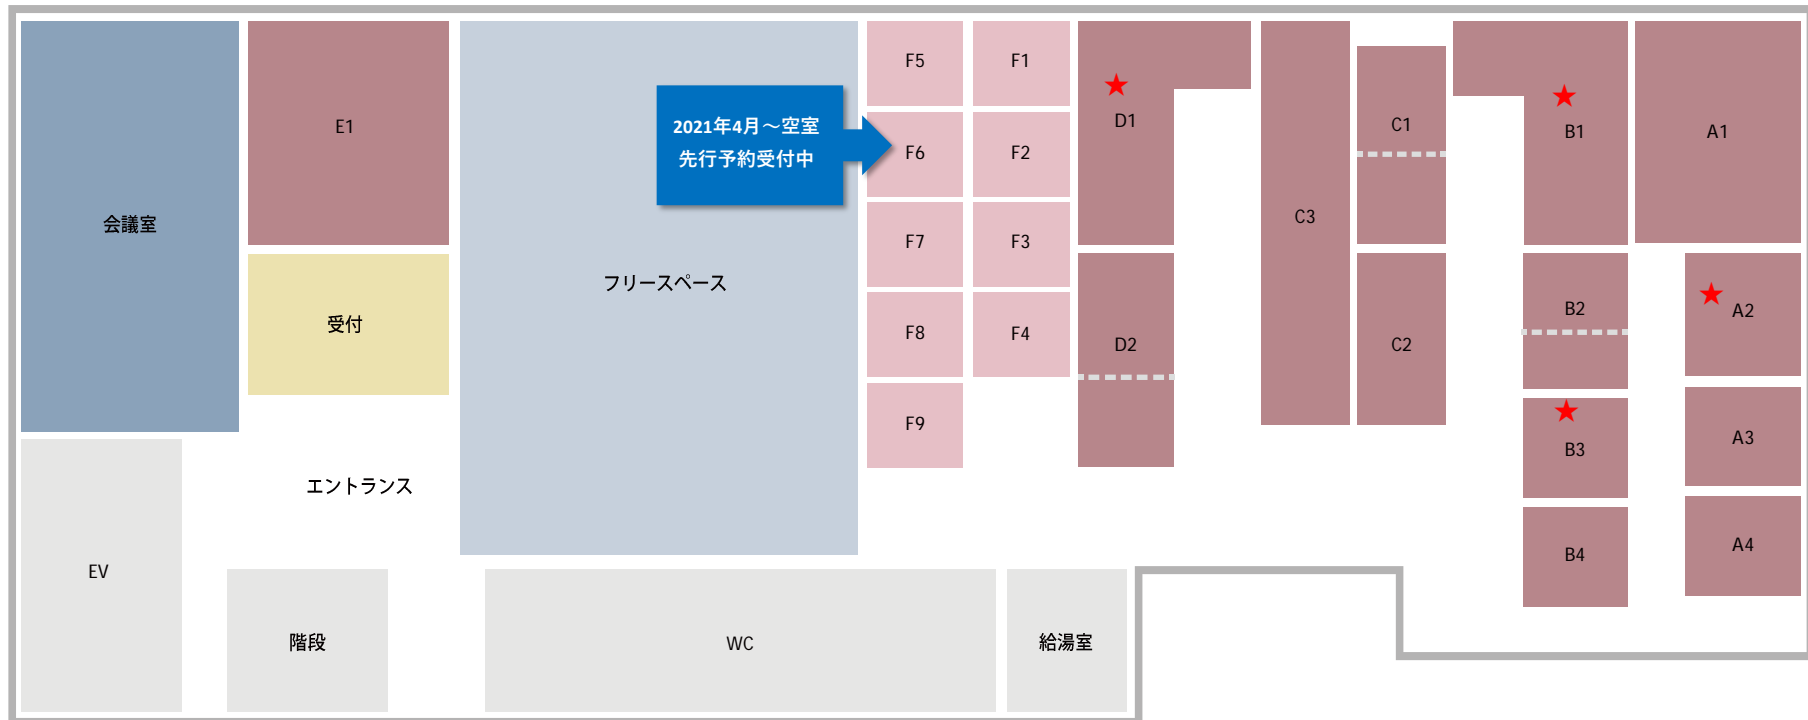 F5
F1
2021年4月～空室
先行予約受付中
E1
F6
F2
D1
C1
B1
A1
会議室
F7
F3
C3
フリースペース
受付
F8
F4
D2
C2
B2
A2
F9
B3
A3
エントランス
EV
B4
A4
階段
WC
給湯室